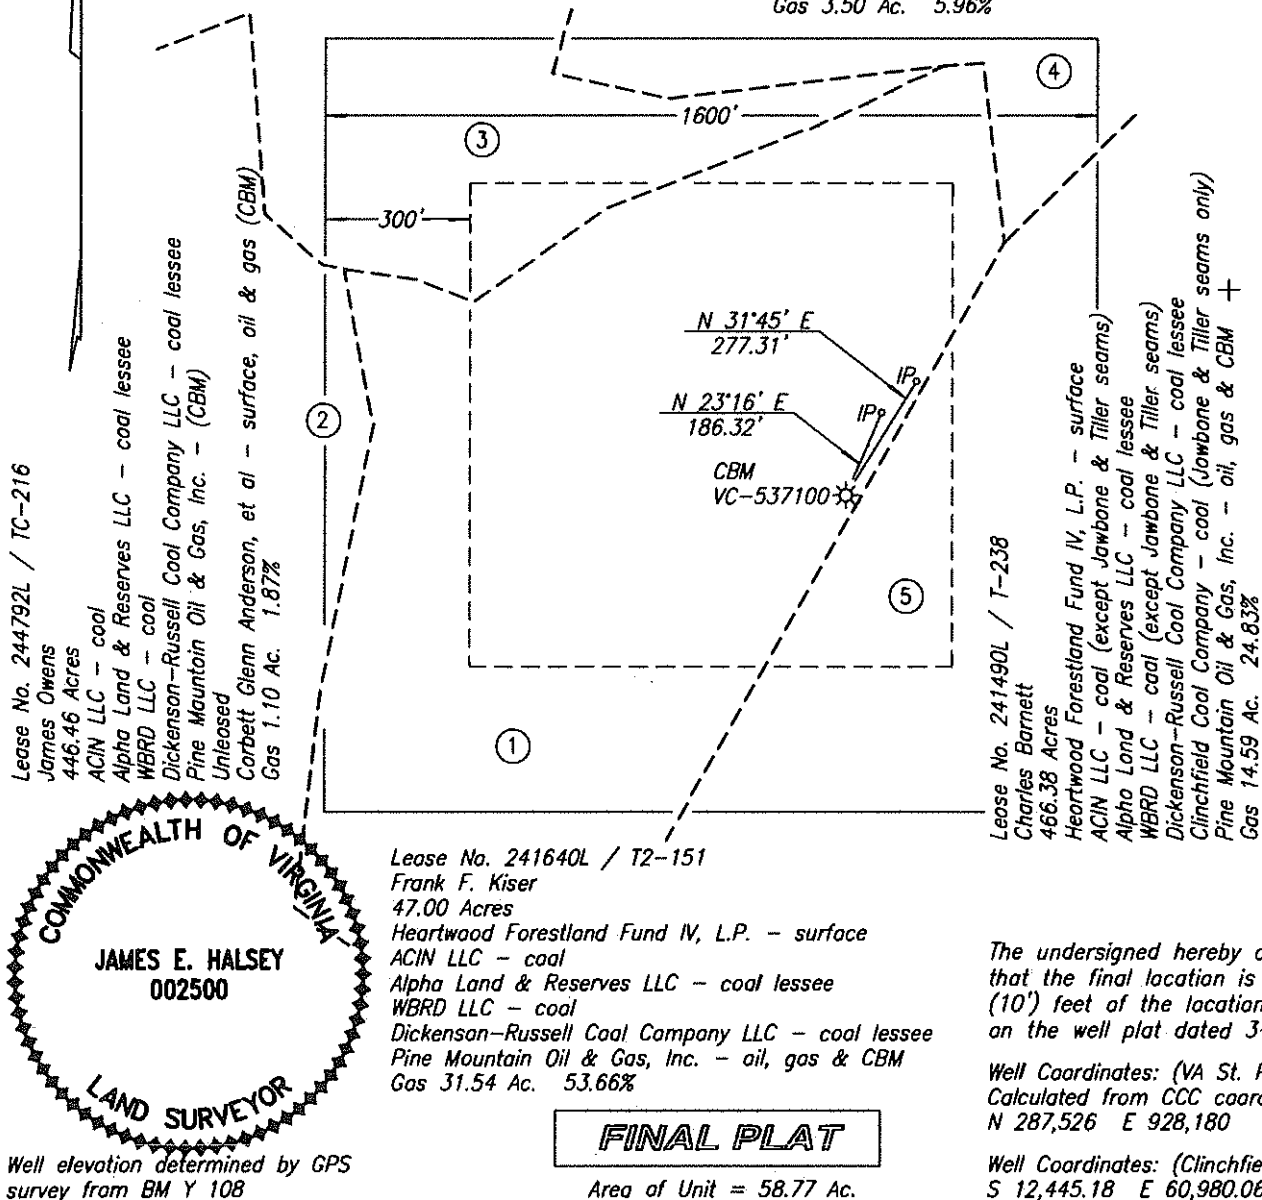 Gas 3.50 Ac. 5.96%
4
1600'
3
300'
N 31°45' E
277.31'
IP
N 23°16' E
186.32'
IP
CBM
VC-537100
2
5
1
Lease No. 244792L / TC-216
James Owens
446.46 Acres
ACIN LLC - coal
Alpha Land & Reserves LLC - coal lessee
WBRD LLC - coal
Dickenson-Russell Coal Company LLC - coal lessee
Pine Mountain Oil & Gas, Inc. - (CBM)
Unleased
Corbett Glenn Anderson, et al - surface, oil & gas (CBM)
Gas 1.10 Ac. 1.87%
Lease No. 241490L / T-238
Charles Barnett
466.38 Acres
Heartwood Forestland Fund IV, L.P. - surface
ACIN LLC - coal (except Jawbone & Tiller seams)
Alpha Land & Reserves LLC - coal lessee
WBRD LLC - coal (except Jawbone & Tiller seams)
Dickenson-Russell Coal Company LLC - coal lessee
Clinchfield Coal Company - coal (Jawbone & Tiller seams only)
Pine Mountain Oil & Gas, Inc. - oil, gas & CBM
Gas 14.59 Ac. 24.83%
COMMONWEALTH OF VIRGINIA
JAMES E. HALSEY
002500
LAND SURVEYOR
Lease No. 241640L / T2-151
Frank F. Kiser
47.00 Acres
Heartwood Forestland Fund IV, L.P. - surface
ACIN LLC - coal
Alpha Land & Reserves LLC - coal lessee
WBRD LLC - coal
Dickenson-Russell Coal Company LLC - coal lessee
Pine Mountain Oil & Gas, Inc. - oil, gas & CBM
Gas 31.54 Ac. 53.66%
The undersigned hereby
that the final location is
(10') feet of the location
on the well plat dated 3-
Well Coordinates: (VA St.
Calculated from CCC coord
N 287,526 E 928,180
Well Coordinates: (Clinchfie
S 12,445.18 E 60,980.06
FINAL PLAT
Area of Unit = 58.77 Ac.
Well elevation determined by GPS
survey from BM Y 108